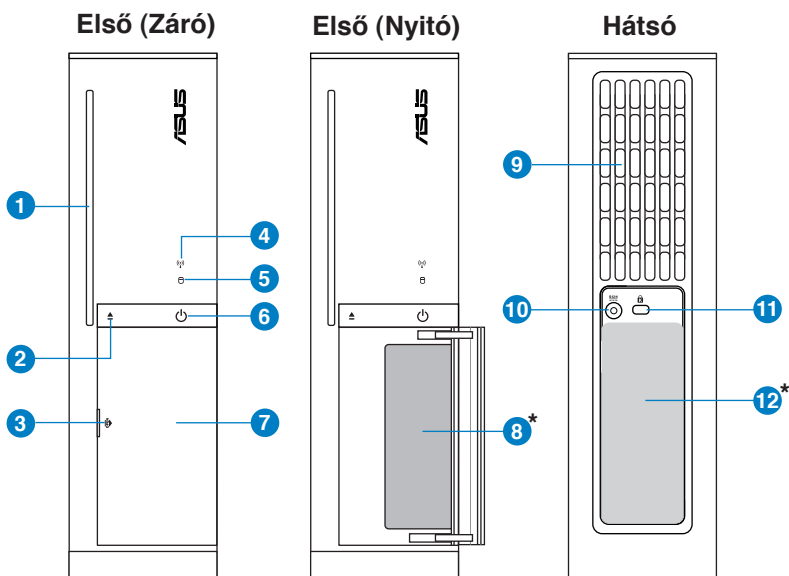 Első (Záró)
Első (Nyitó)
Hátsó
ASUS
ASUS
1
2
3
4
5
6
7
8*
9
10
11
12*